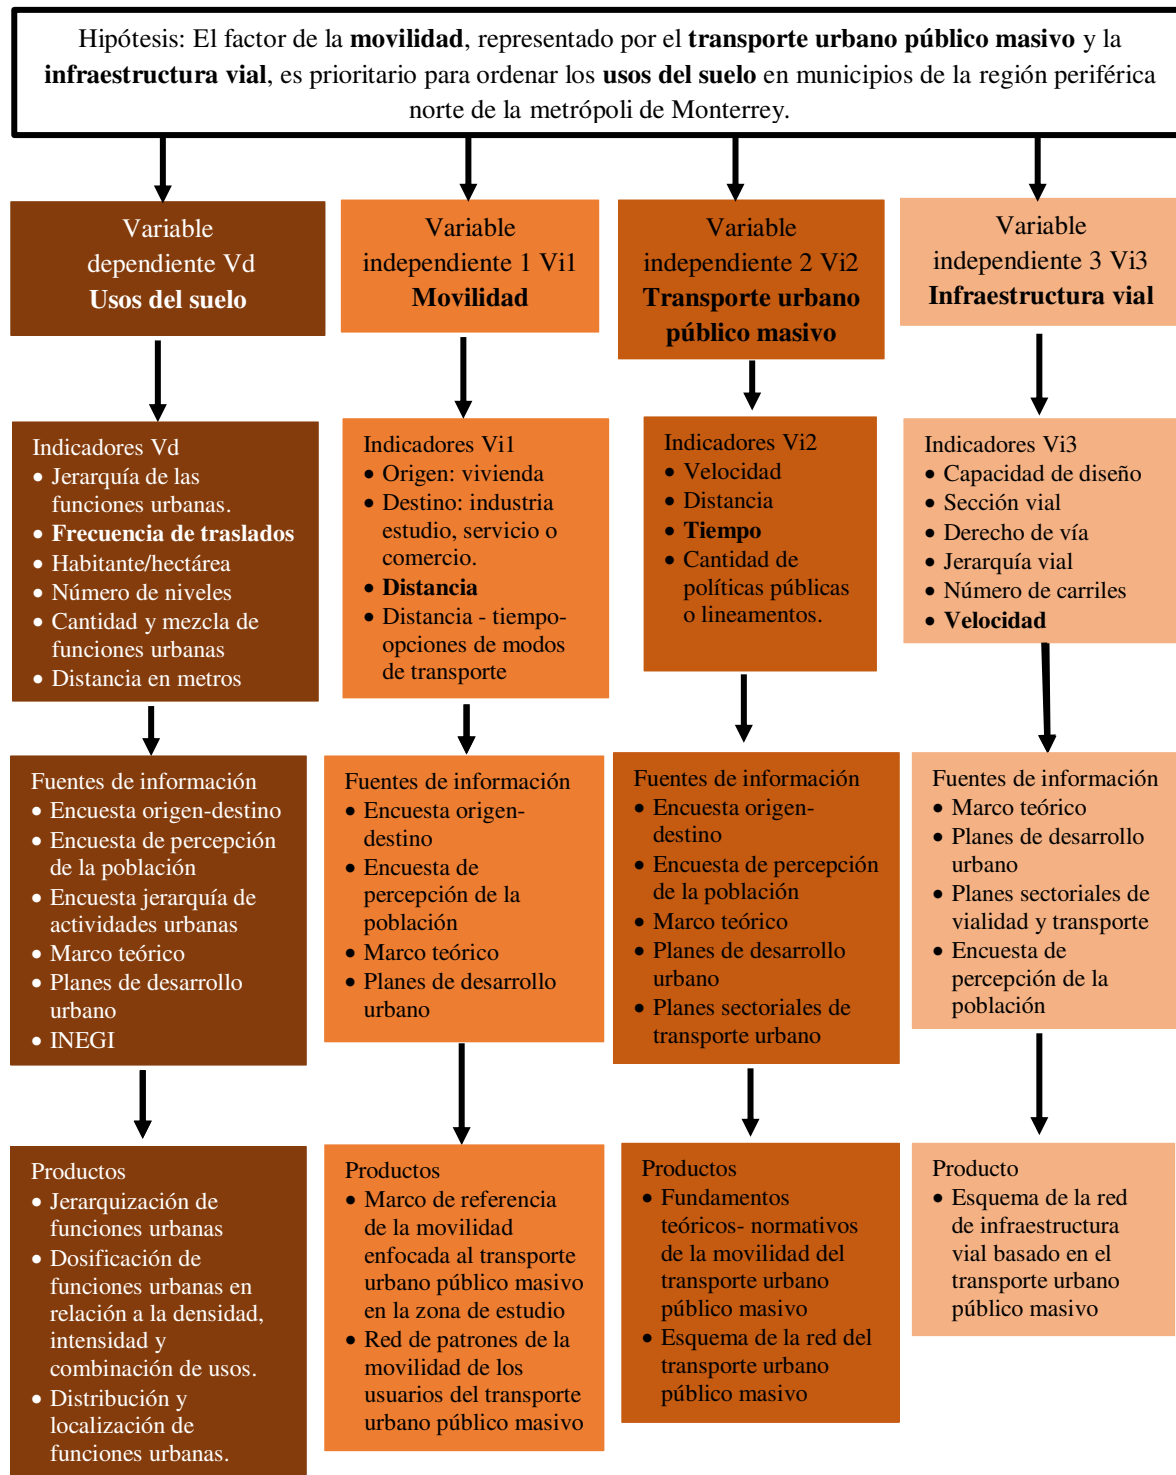 Hipótesis: El factor de la movilidad, representado por el transporte urbano público masivo y la
infraestructura vial, es prioritario para ordenar los usos del suelo en municipios de la región periférica
norte de la metrópoli de Monterrey.
Variable
dependiente Vd
Usos del suelo
Variable
independiente 1 Vi1
Movilidad
Variable
independiente 2 Vi2
Transporte urbano
público masivo
Variable
independiente 3 Vi3
Infraestructura vial
Indicadores Vd
• Jerarquía de las
funciones urbanas.
• Frecuencia de traslados
• Habitante/hectárea
• Número de niveles
• Cantidad y mezcla de
funciones urbanas
• Distancia en metros
Indicadores Vi1
• Origen: vivienda
• Destino: industria
estudio, servicio o
comercio.
• Distancia
• Distancia - tiempo-
opciones de modos
de transporte
Indicadores Vi2
• Velocidad
• Distancia
• Tiempo
• Cantidad de
políticas públicas
o lineamentos.
Indicadores Vi3
• Capacidad de diseño
• Sección vial
• Derecho de vía
• Jerarquía vial
• Número de carriles
• Velocidad
Fuentes de información
• Encuesta origen-destino
• Encuesta de percepción
de la población
• Encuesta jerarquía de
actividades urbanas
• Marco teórico
• Planes de desarrollo
urbano
• INEGI
Fuentes de información
• Encuesta origen-
destino
• Encuesta de
percepción de la
población
• Marco teórico
• Planes de desarrollo
urbano
Fuentes de información
• Encuesta origen-
destino
• Encuesta de percepción
de la población
• Marco teórico
• Planes de desarrollo
urbano
• Planes sectoriales de
transporte urbano
Fuentes de información
• Marco teórico
• Planes de desarrollo
urbano
• Planes sectoriales de
vialidad y transporte
• Encuesta de
percepción de la
población
Productos
• Jerarquización de
funciones urbanas
• Dosificación de
funciones urbanas en
relación a la densidad,
intensidad y
combinación de usos.
• Distribución y
localización de
funciones urbanas.
Productos
• Marco de referencia
de la movilidad
enfocada al transporte
urbano público masivo
en la zona de estudio
• Red de patrones de la
movilidad de los
usuarios del transporte
urbano público masivo
Productos
• Fundamentos
teóricos- normativos
de la movilidad del
transporte urbano
público masivo
• Esquema de la red del
transporte urbano
público masivo
Producto
• Esquema de la red
de infraestructura
vial basado en el
transporte urbano
público masivo